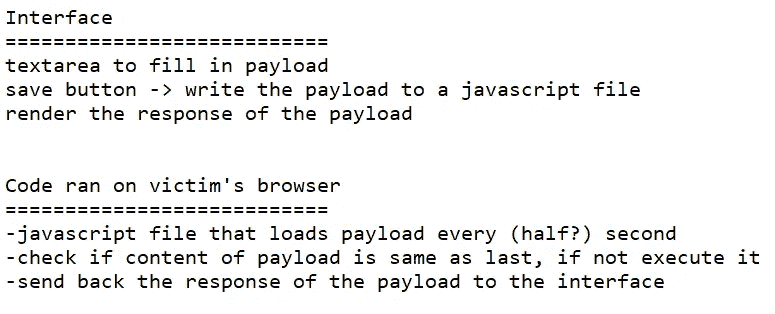 Interface
===========================
textarea to fill in payload
save button -> write the payload to a javascript file
render the response of the payload
Code ran on victim's browser
===========================
-javascript file that loads payload every (half?) second
-check if content of payload is same as last, if not execute it
-send back the response of the payload to the interface